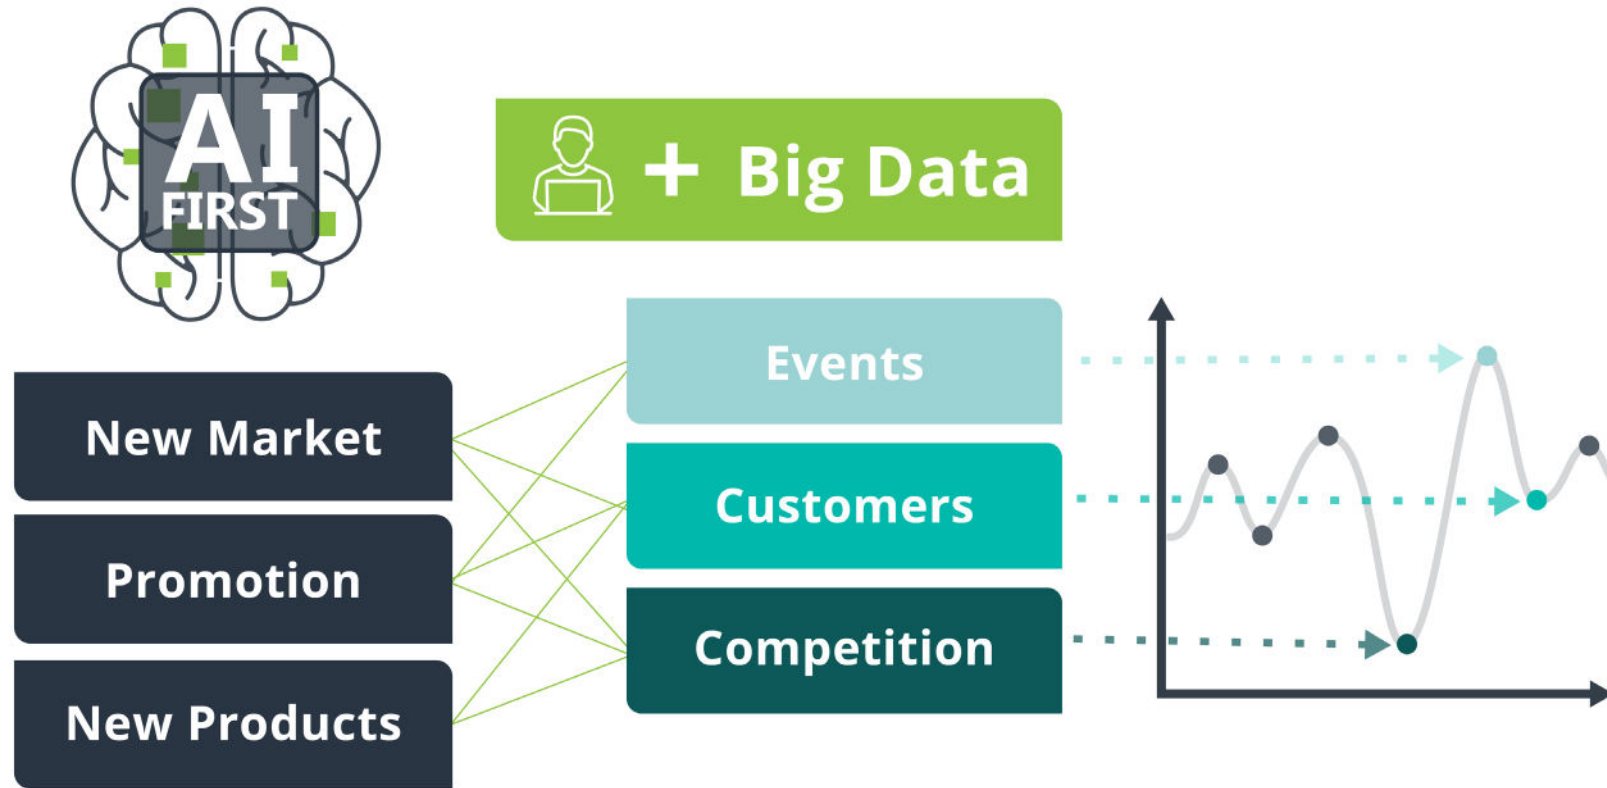 AI
FIRST
+ Big Data
New Market
Promotion
New Products
Events
Customers
Competition